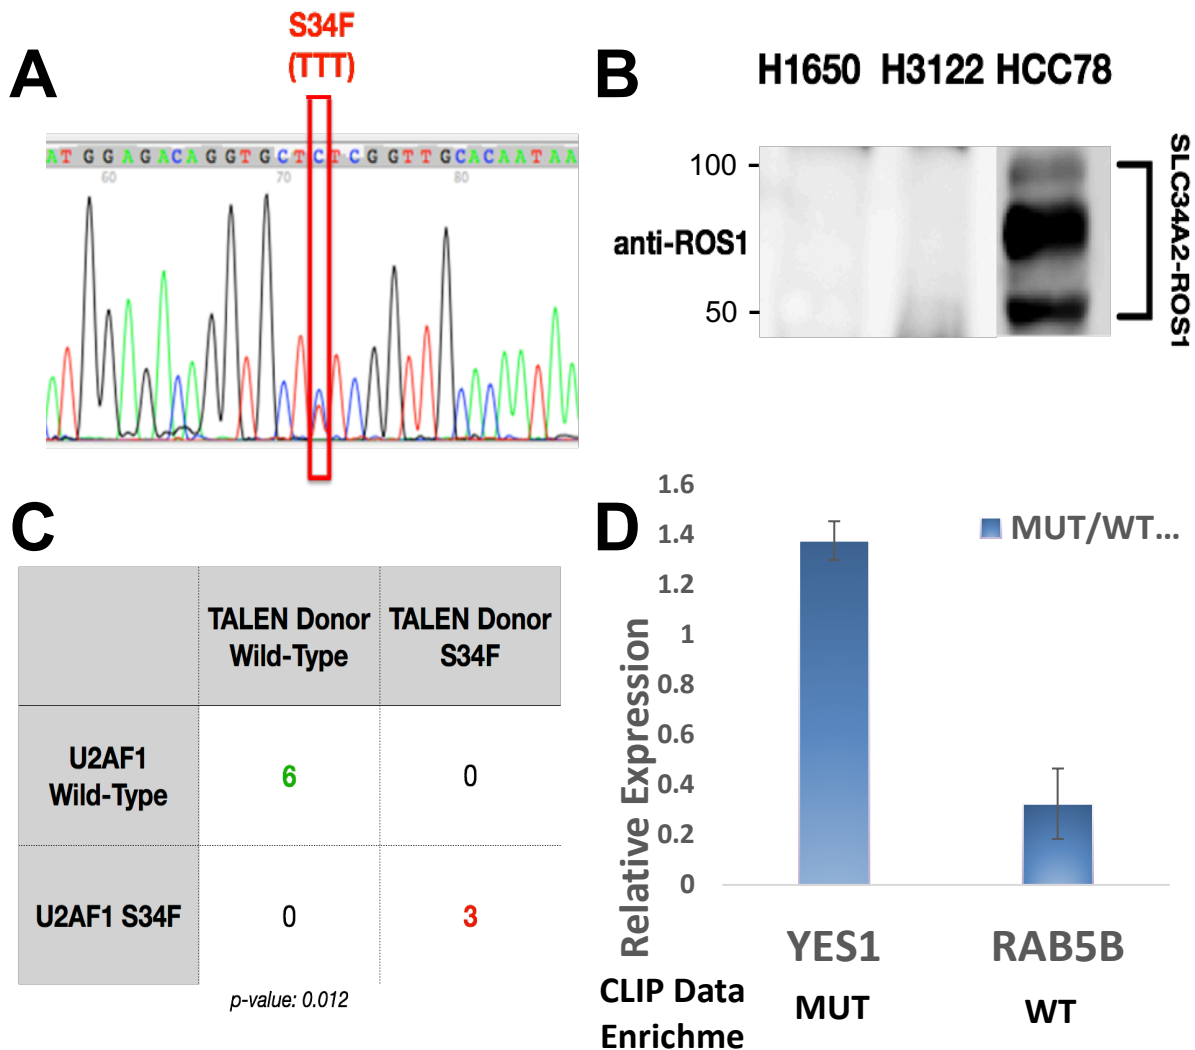 A
S34F
(TTT)
AT GGAGACAGGTGCTCTCGGTTGCACAATAA
60 70 80
B
H1650 H3122 HCC78
100
anti-ROS1
50
SLC34A2-ROS1
C
TALEN Donor Wild-Type
TALEN Donor S34F
U2AF1 Wild-Type
6
0
U2AF1 S34F
0
3
p-value: 0.012
D
MUT/WT...
Relative Expression
1.6
1.4
1.2
1
0.8
0.6
0.4
0.2
0
YES1 RAB5B
CLIP Data
Enrichme
MUT WT